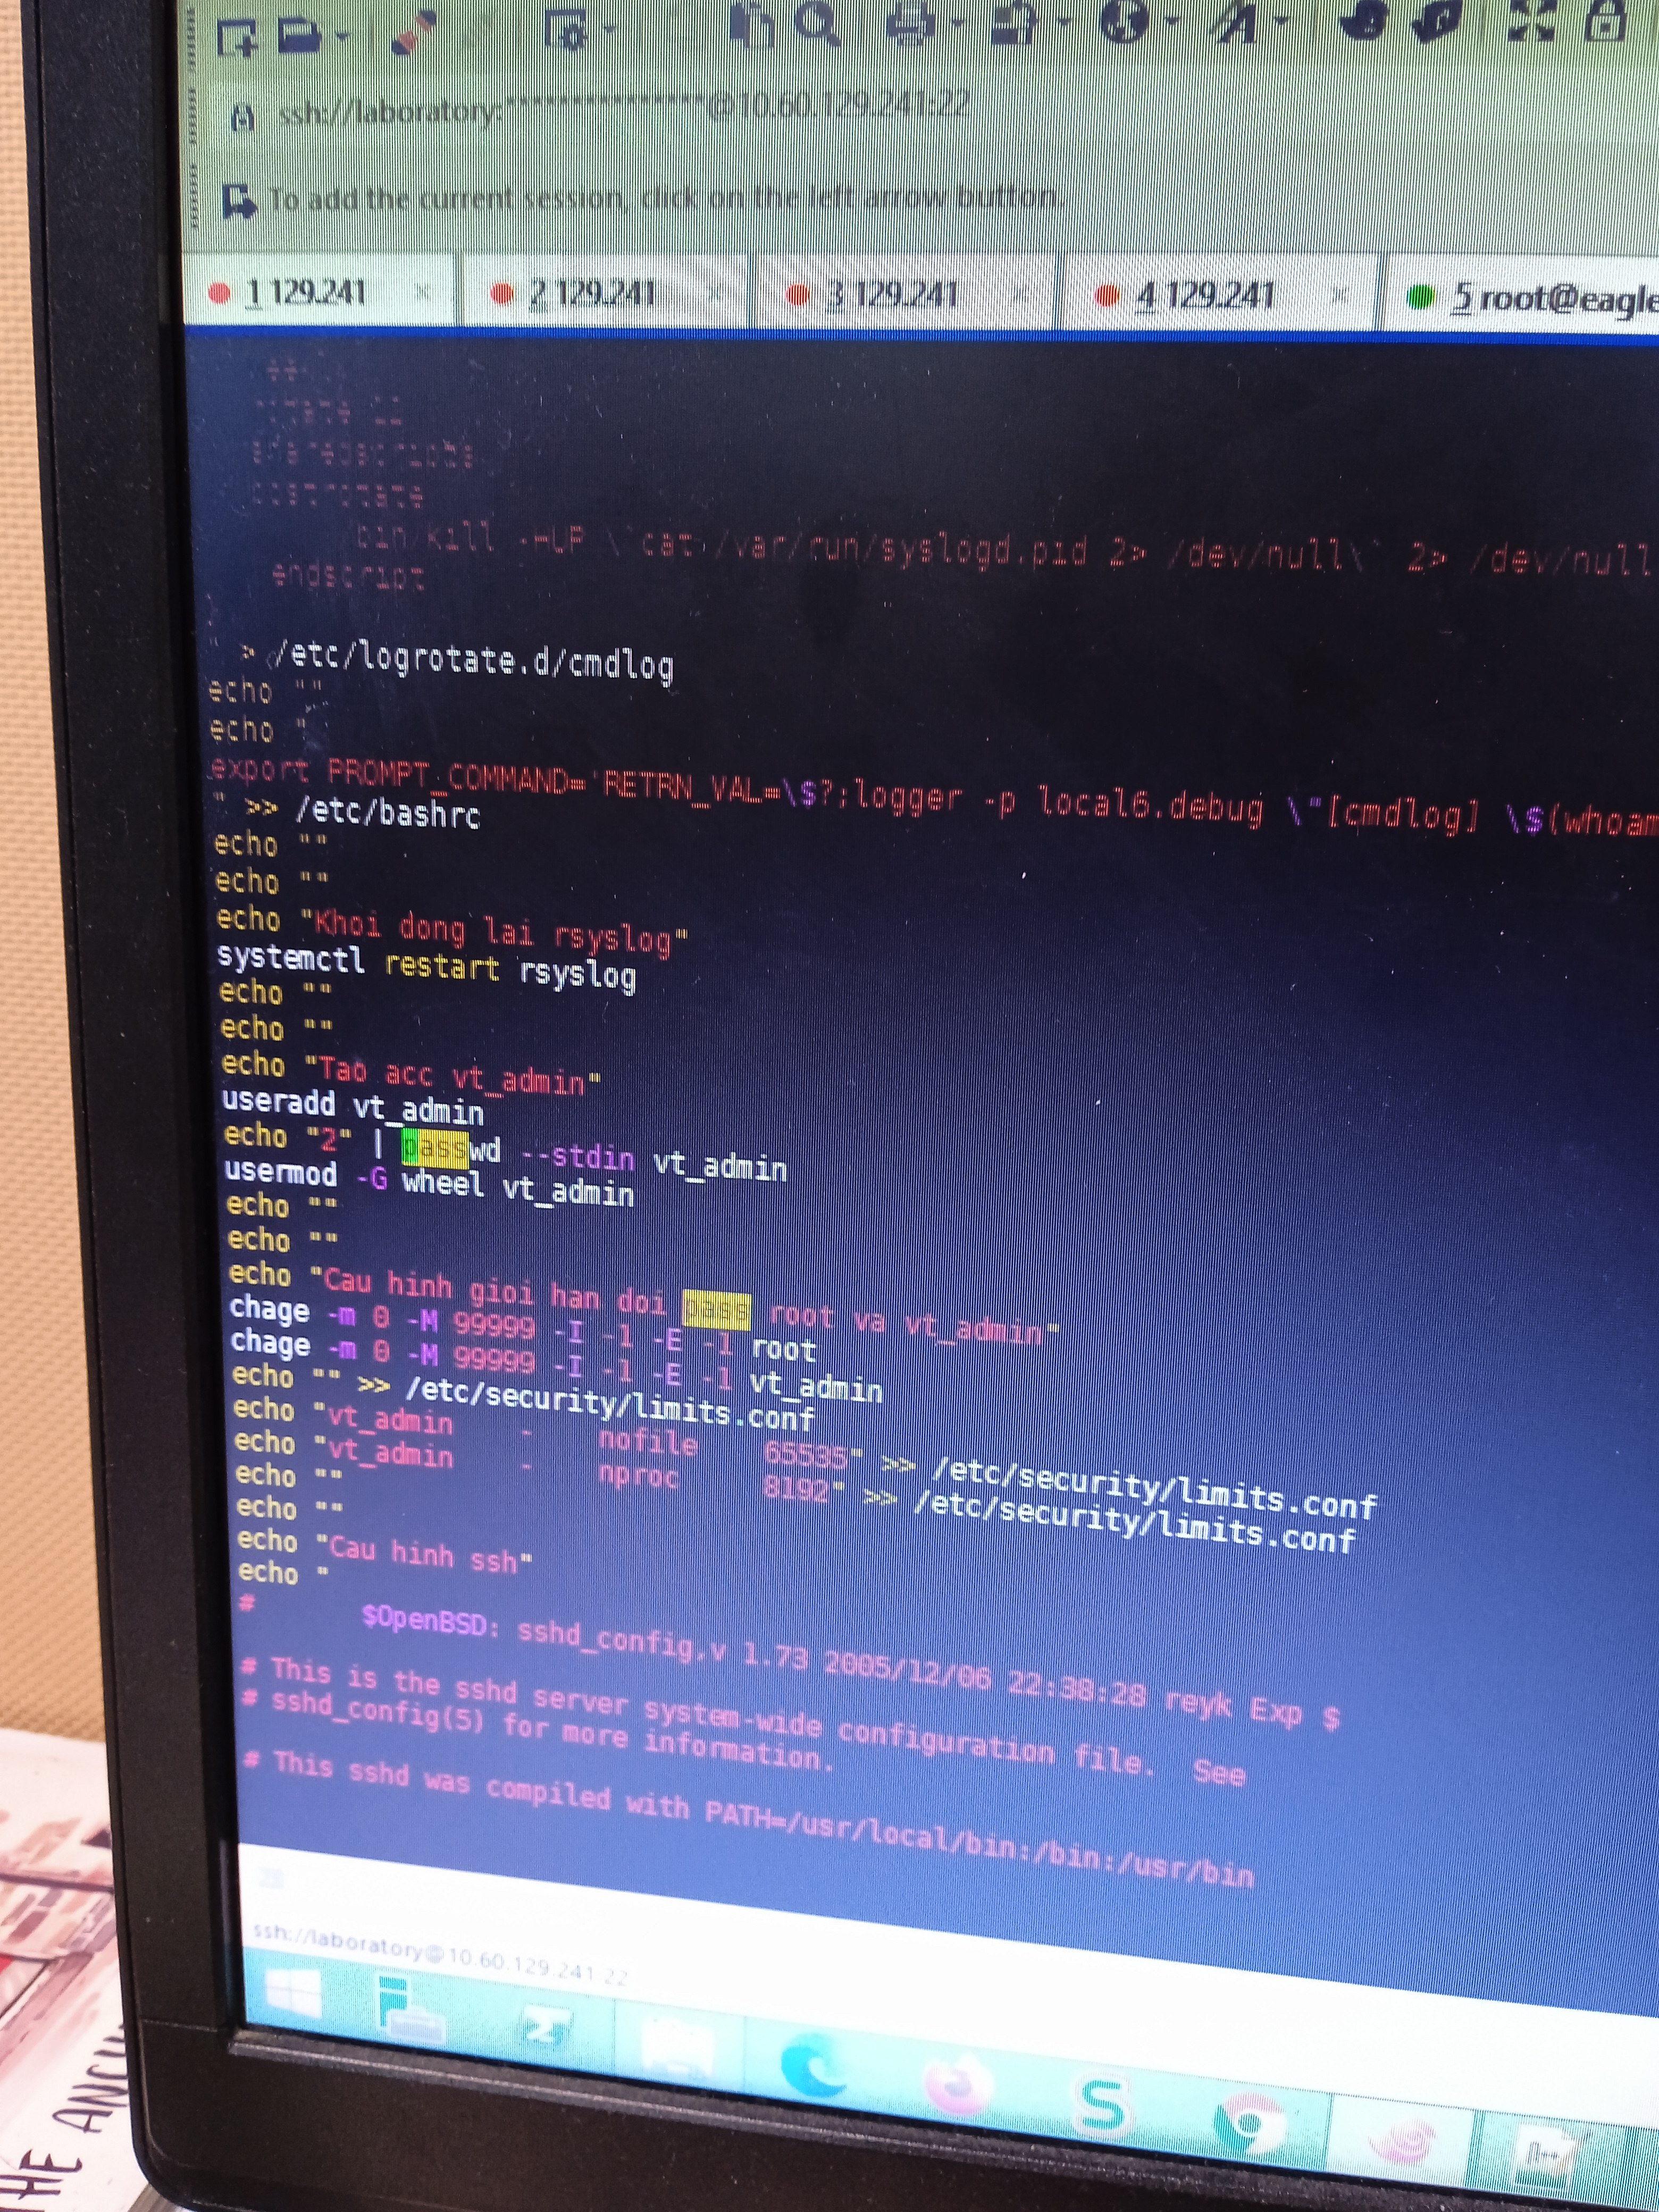 ssh://laboratory:***************@10.60.129.241:22
To add the current session, click on the left arrow button.
1 129.241
2 129.241
3 129.241
4 129.241
5 root@eagle
bin/kill -HUP \`cat /var/run/syslogd.pid 2> /dev/null\` 2> /dev/null
endscript
}
" > /etc/logrotate.d/cmdlog
echo ""
echo "
export PROMPT_COMMAND='RETRN_VAL=\$?;logger -p local6.debug \"[cmdlog] \$(whoam
" >> /etc/bashrc
echo ""
echo ""
echo "Khoi dong lai rsyslog"
systemctl restart rsyslog
echo ""
echo ""
echo "Tao acc vt_admin"
useradd vt_admin
echo "2" | passwd --stdin vt_admin
usermod -G wheel vt_admin
echo ""
echo ""
echo "Cau hinh gioi han doi pass root va vt_admin"
chage -m 0 -M 99999 -I -1 -E -1 root
chage -m 0 -M 99999 -I -1 -E -1 vt_admin
echo "" >> /etc/security/limits.conf
echo "vt_admin - nofile 65535" >> /etc/security/limits.conf
echo "vt_admin - nproc 8192" >> /etc/security/limits.conf
echo ""
echo ""
echo "Cau hinh ssh"
echo "
# $OpenBSD: sshd_config,v 1.73 2005/12/06 22:38:28 reyk Exp $
# This is the sshd server system-wide configuration file. See
# sshd_config(5) for more information.
# This sshd was compiled with PATH=/usr/local/bin:/bin:/usr/bin
ssh://laboratory@10.60.129.241:22
HE